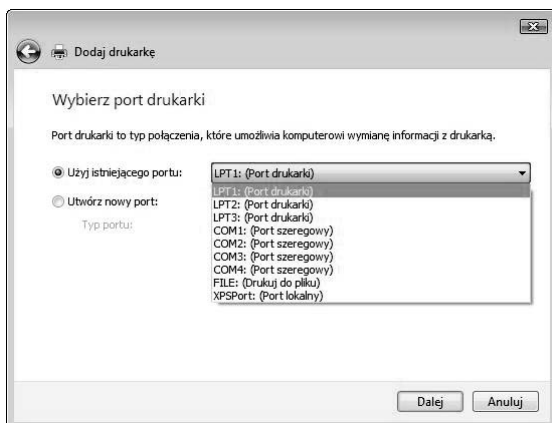 Dodaj drukarkę
Wybierz port drukarki
Port drukarki to typ połączenia, które umożliwia komputerowi wymianę informacji z drukarką.
Użyj istniejącego portu: LPT1: (Port drukarki)
LPT1: (Port drukarki)
Utwórz nowy port: LPT2: (Port drukarki)
LPT3: (Port drukarki)
Typ portu: COM1: (Port szeregowy)
COM2: (Port szeregowy)
COM3: (Port szeregowy)
COM4: (Port szeregowy)
FILE: (Drukuj do pliku)
XPSPort: (Port lokalny)
Dalej Anuluj